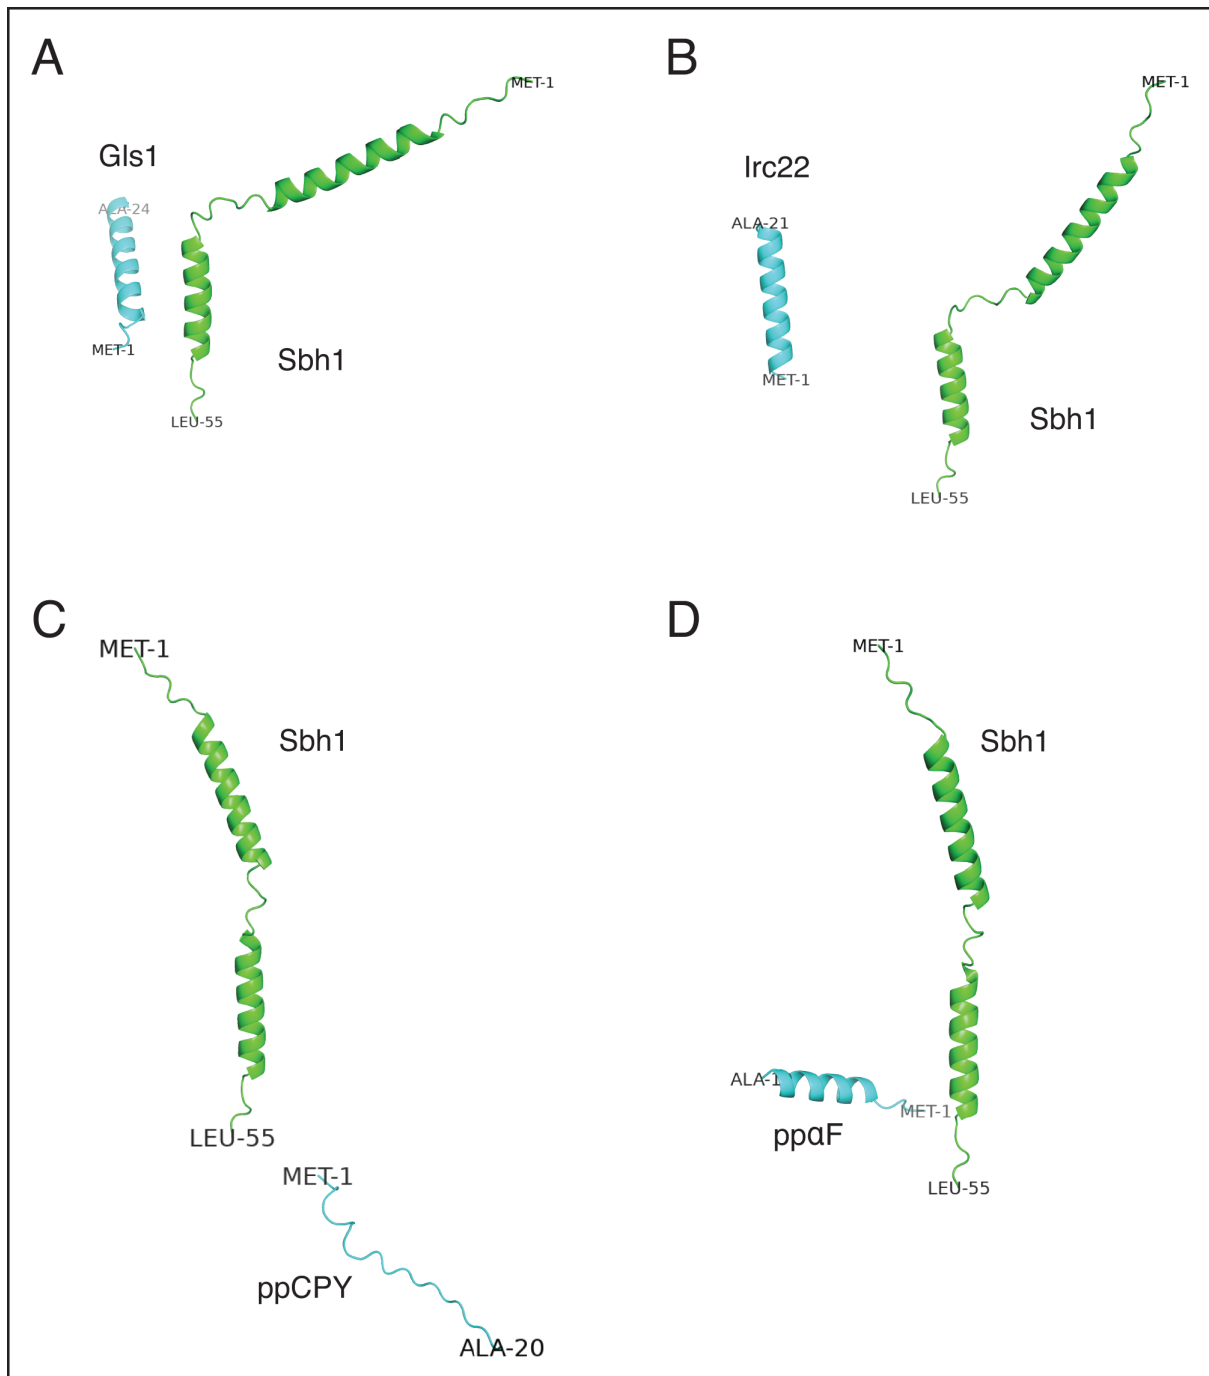 A
B
MET-1
MET-1
Gls1
Irc22
ALA-24
ALA-21
MET-1
Sbh1
MET-1
LEU-55
Sbh1
LEU-55
C
D
MET-1
MET-1
Sbh1
Sbh1
ALA-1
MET-1
LEU-55
ppαF
MET-1
LEU-55
ppCPY
ALA-20